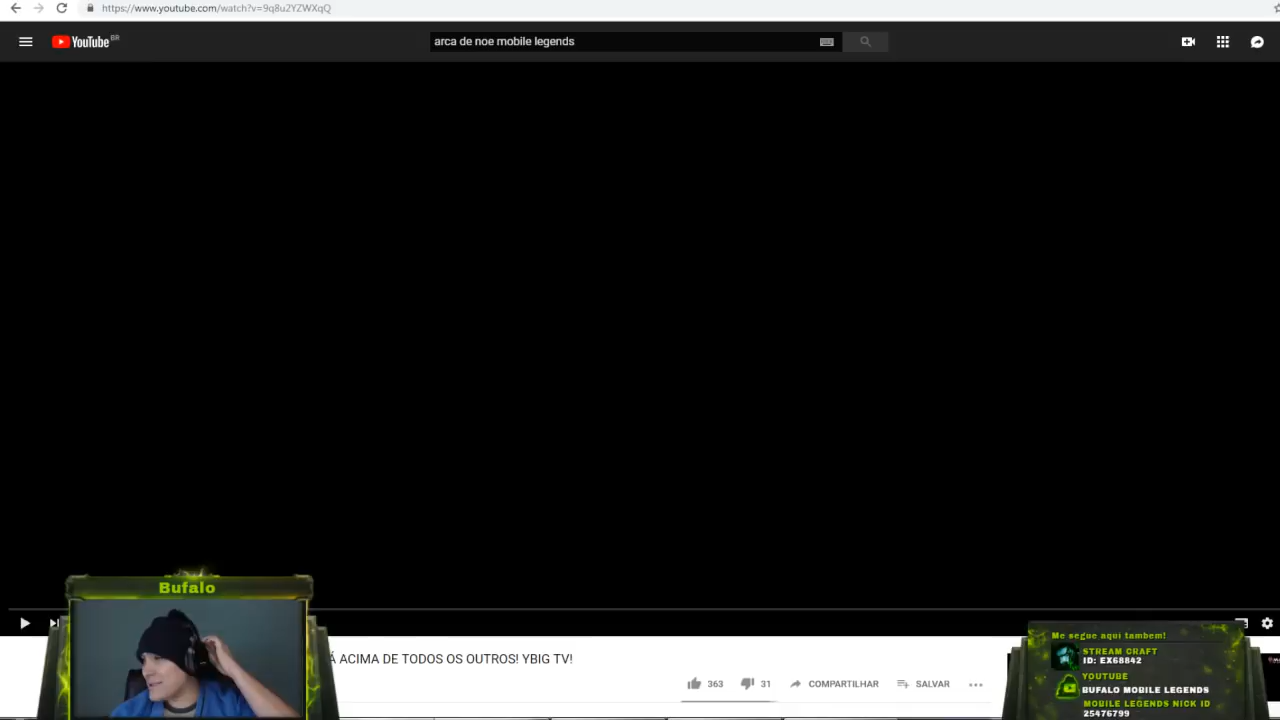 https://www.youtube.com/watch?v=9q8u2YZWXqQ
YouTube BR
arca de noe mobile legends
Bufalo
Á ACIMA DE TODOS OS OUTROS! YBIG TV!
363
31
COMPARTILHAR
SALVAR
Me segue aqui tambem!
STREAM CRAFT
ID: EX68842
YOUTUBE
BUFALO MOBILE LEGENDS
MOBILE LEGENDS NICK ID
25476799